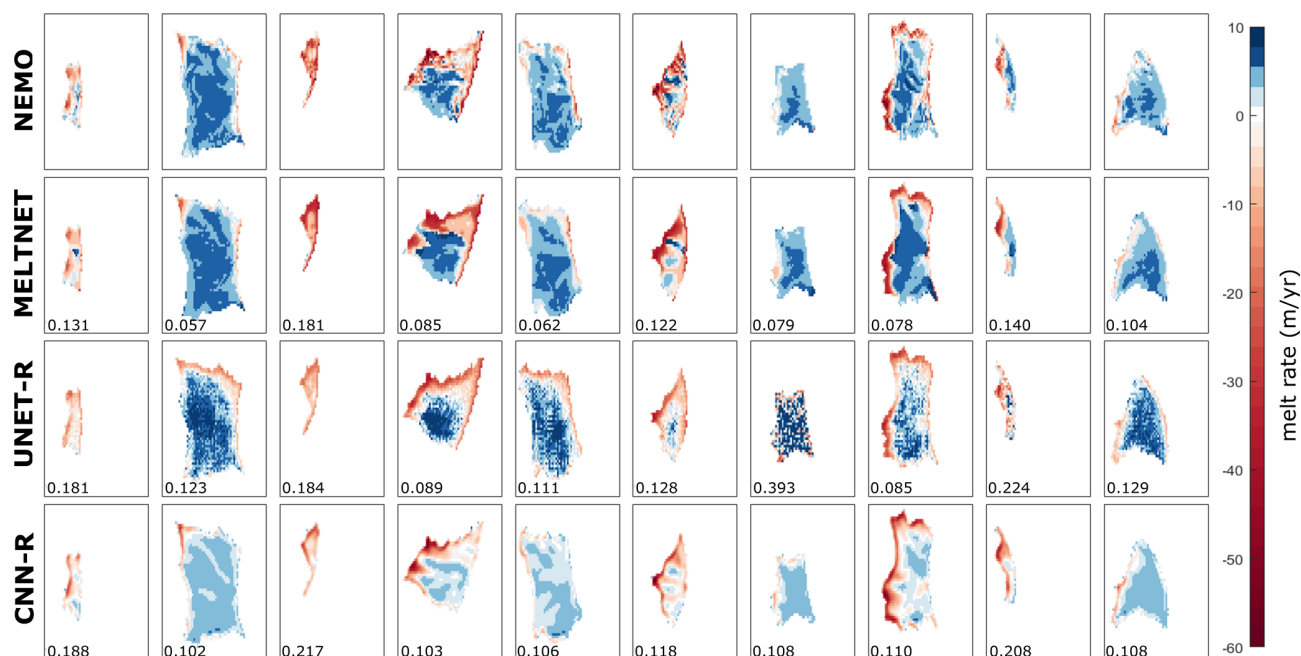 NEMO
MELTNET
0.131 0.057 0.181 0.085 0.062 0.122 0.079 0.078 0.140 0.104
UNET-R
0.181 0.123 0.184 0.089 0.111 0.128 0.393 0.085 0.224 0.129
CNN-R
0.188 0.102 0.217 0.103 0.106 0.118 0.108 0.110 0.208 0.108
10
0
-10
-20
-30
-40
-50
-60
melt rate (m/yr)